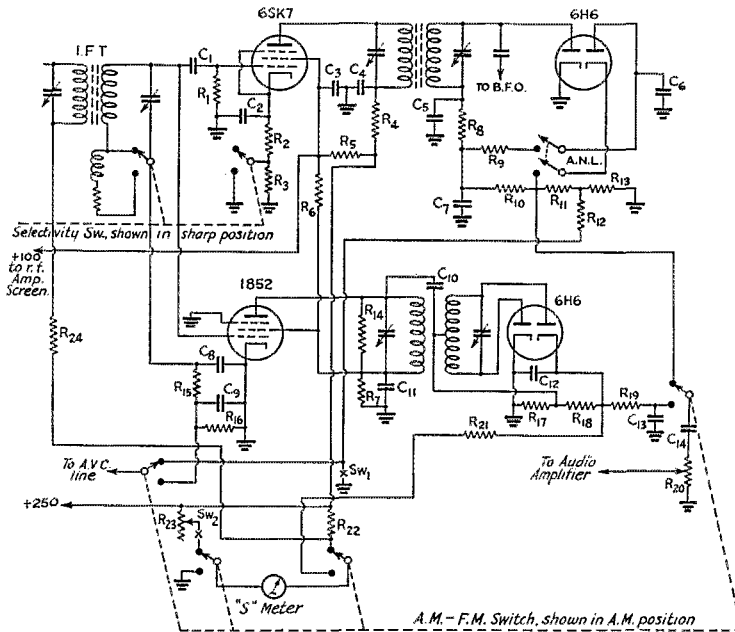 6SK7
6H6
I.F.T
C1
R1
C2
C3
C4
TO B.F.O.
C6
C5
R4
R8
R2
R5
R9
A.N.L.
R3
R13
R10
R11
R6
C7
R12
Selectivity Sw., shown in sharp position
+100
to r.f.
Amp.
Screen
1852
C10
6H6
R24
R14
C8
R15
C9
R7
C11
C12
R16
R17
R18
R19
C13
C14
R21
To A.V.C.
line
Sw1
To Audio
Amplifier
R20
+250
R23
Sw2
R22
"S" Meter
A.M.-F.M. Switch, shown in A.M. position